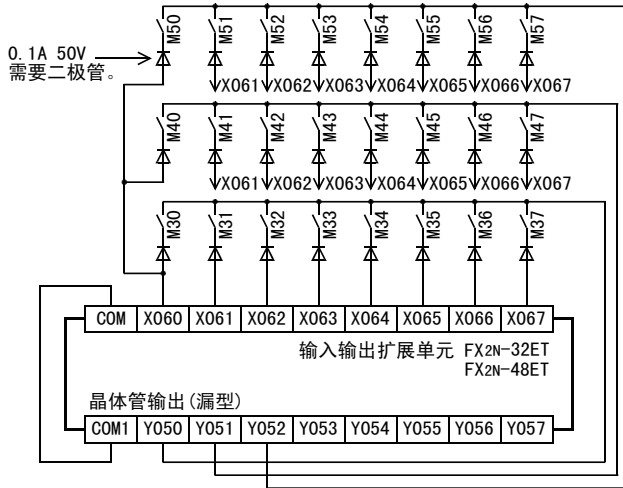 M50 M51 M52 M53 M54 M55 M56 M57
0.1A 50V
需要二极管。
X061 X062 X063 X064 X065 X066 X067
M40 M41 M42 M43 M44 M45 M46 M47
X061 X062 X063 X064 X065 X066 X067
M30 M31 M32 M33 M34 M35 M36 M37
COM X060 X061 X062 X063 X064 X065 X066 X067
输入输出扩展单元 FX2N-32ET
FX2N-48ET
晶体管输出(漏型)
COM1 Y050 Y051 Y052 Y053 Y054 Y055 Y056 Y057